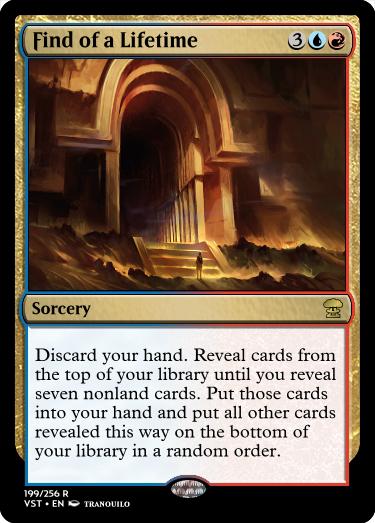 Find of a Lifetime 3
Sorcery
Discard your hand. Reveal cards from
the top of your library until you reveal
seven nonland cards. Put those cards
into your hand and put all other cards
revealed this way on the bottom of
your library in a random order.
199/256 R
VST • EN TRANQUILO